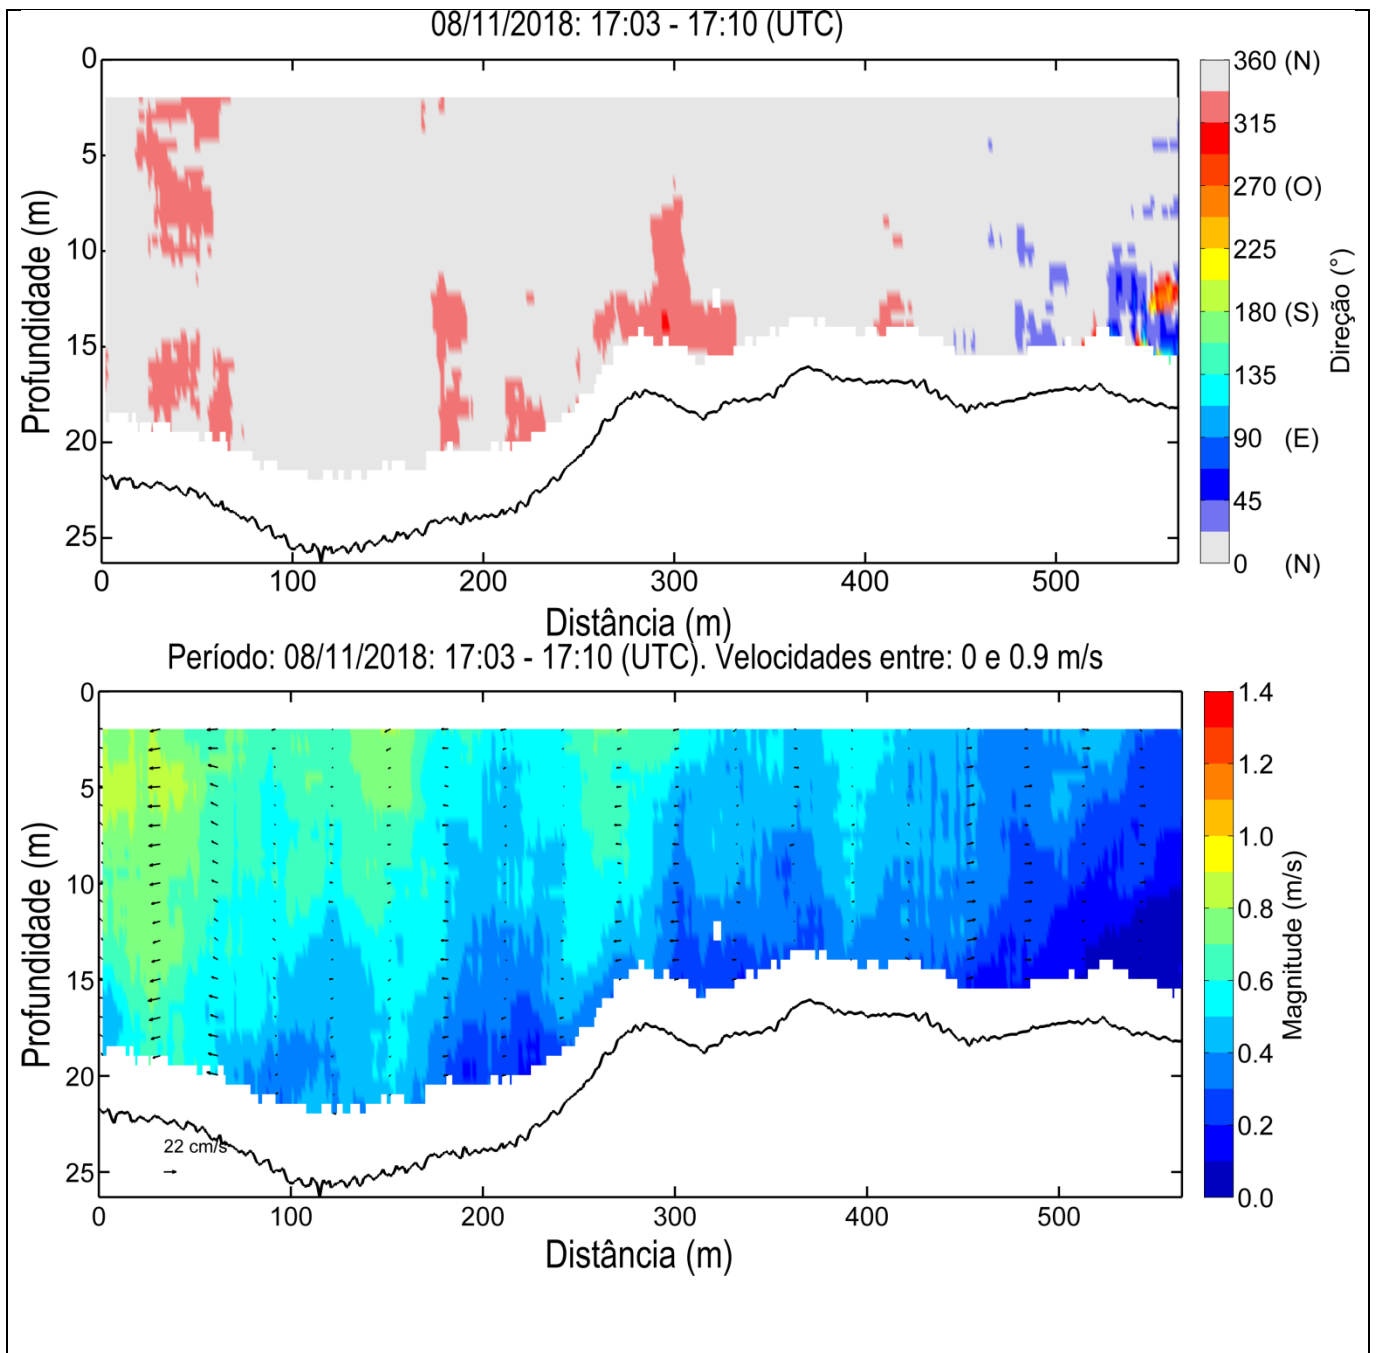 08/11/2018: 17:03 - 17:10 (UTC)
0
5
10
15
20
25
Profundidade (m)
0
100
200
300
400
500
Distância (m)
360 (N)
315
270 (O)
225
180 (S)
135
90 (E)
45
0 (N)
Direção (°)
Período: 08/11/2018: 17:03 - 17:10 (UTC). Velocidades entre: 0 e 0.9 m/s
0
5
10
15
20
25
Profundidade (m)
22 cm/s
0
100
200
300
400
500
Distância (m)
1.4
1.2
1.0
0.8
0.6
0.4
0.2
0.0
Magnitude (m/s)